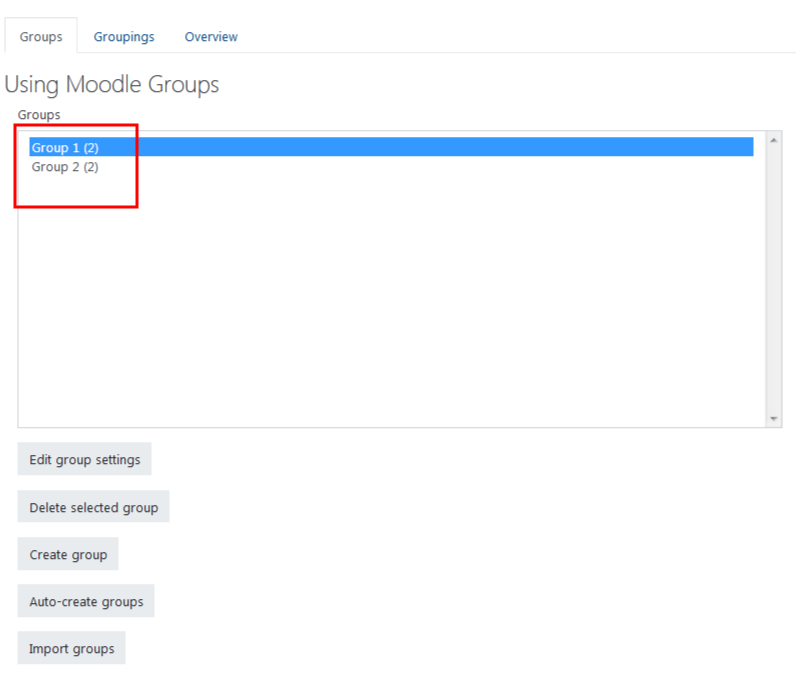 Groups Groupings Overview
Using Moodle Groups
Groups
Group 1 (2)
Group 2 (2)
Edit group settings
Delete selected group
Create group
Auto-create groups
Import groups